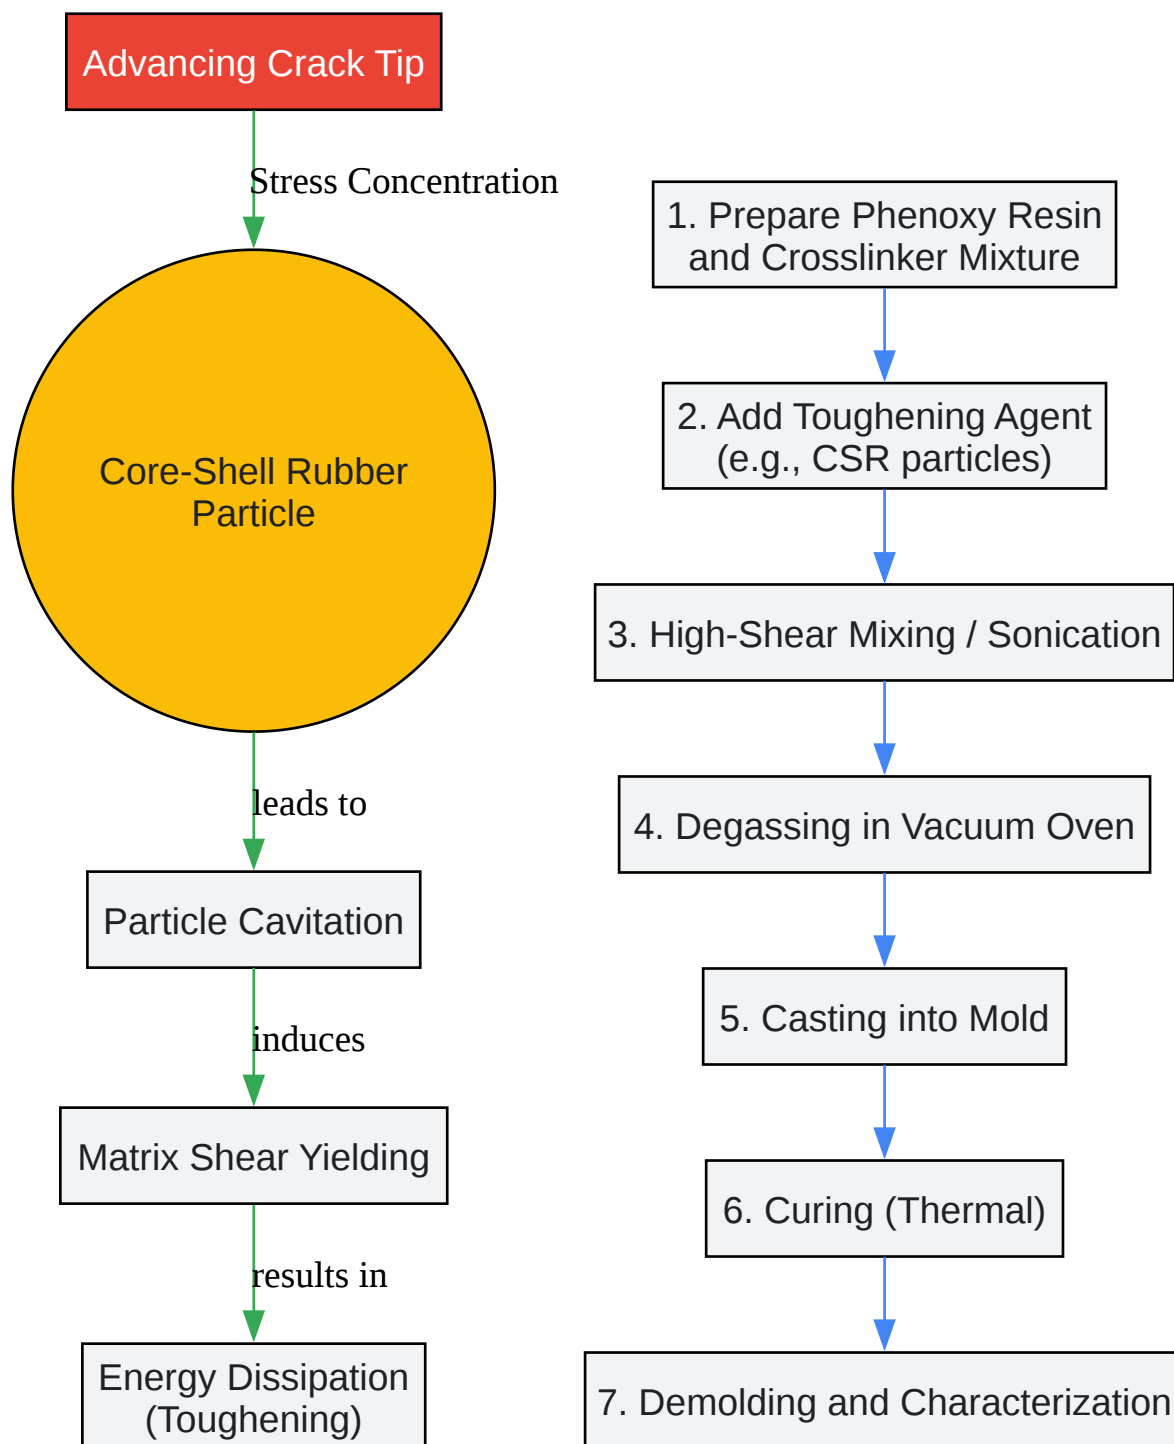 Advancing Crack Tip
Stress Concentration
Core-Shell Rubber
Particle
leads to
Particle Cavitation
induces
Matrix Shear Yielding
results in
Energy Dissipation
(Toughening)
1. Prepare Phenoxy Resin
and Crosslinker Mixture
2. Add Toughening Agent
(e.g., CSR particles)
3. High-Shear Mixing / Sonication
4. Degassing in Vacuum Oven
5. Casting into Mold
6. Curing (Thermal)
7. Demolding and Characterization